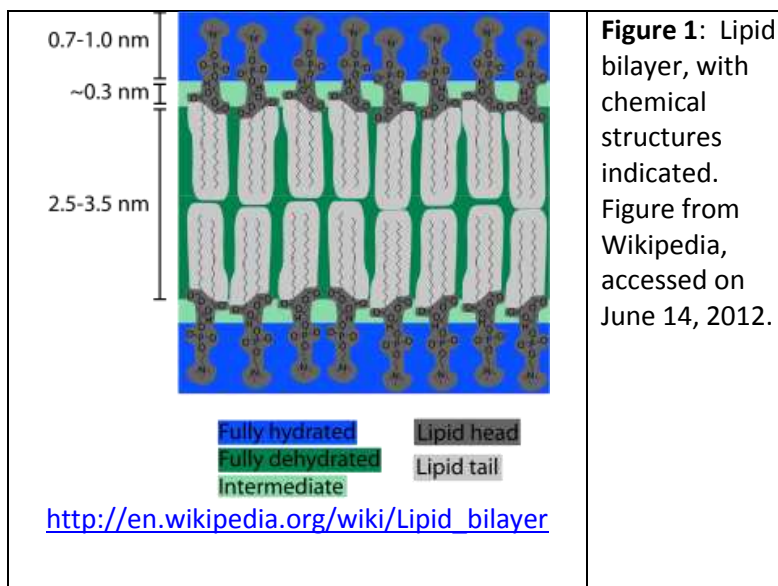 0.7-1.0 nm
~0.3 nm
2.5-3.5 nm
Fully hydrated
Fully dehydrated
Intermediate
Lipid head
Lipid tail
http://en.wikipedia.org/wiki/Lipid_bilayer
Figure 1:  Lipid
bilayer, with
chemical
structures
indicated.
Figure from
Wikipedia,
accessed on
June 14, 2012.